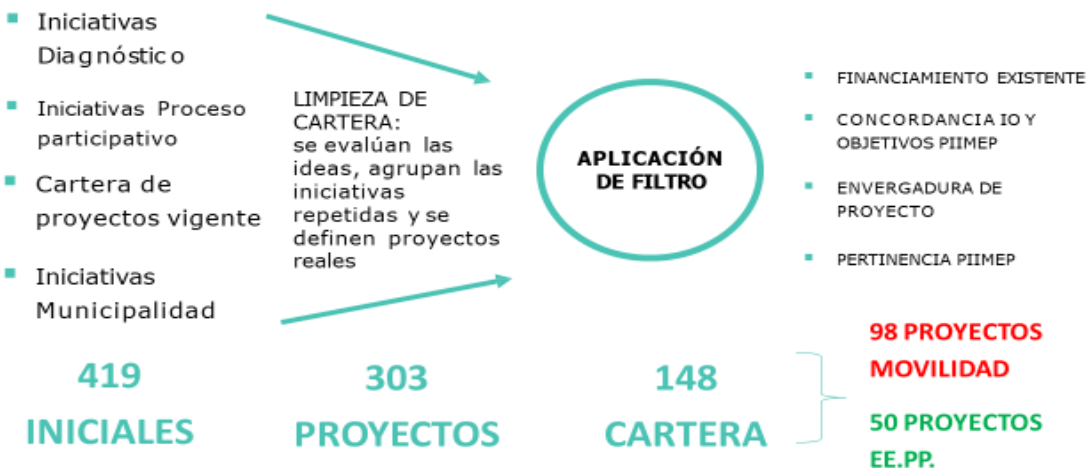 Iniciativas
Diagnóstico
Iniciativas Proceso
participativo
Cartera de
proyectos vigente
Iniciativas
Municipalidad
LIMPIEZA DE
CARTERA:
se evalúan las
ideas, agrupan las
iniciativas
repetidas y se
definen proyectos
reales
APLICACIÓN
DE FILTRO
FINANCIAMIENTO EXISTENTE
CONCORDANCIA IO Y
OBJETIVOS PIIMEP
ENVERGADURA DE
PROYECTO
PERTINENCIA PIIMEP
419
INICIALES
303
PROYECTOS
148
CARTERA
98 PROYECTOS
MOVILIDAD
50 PROYECTOS
EE.PP.